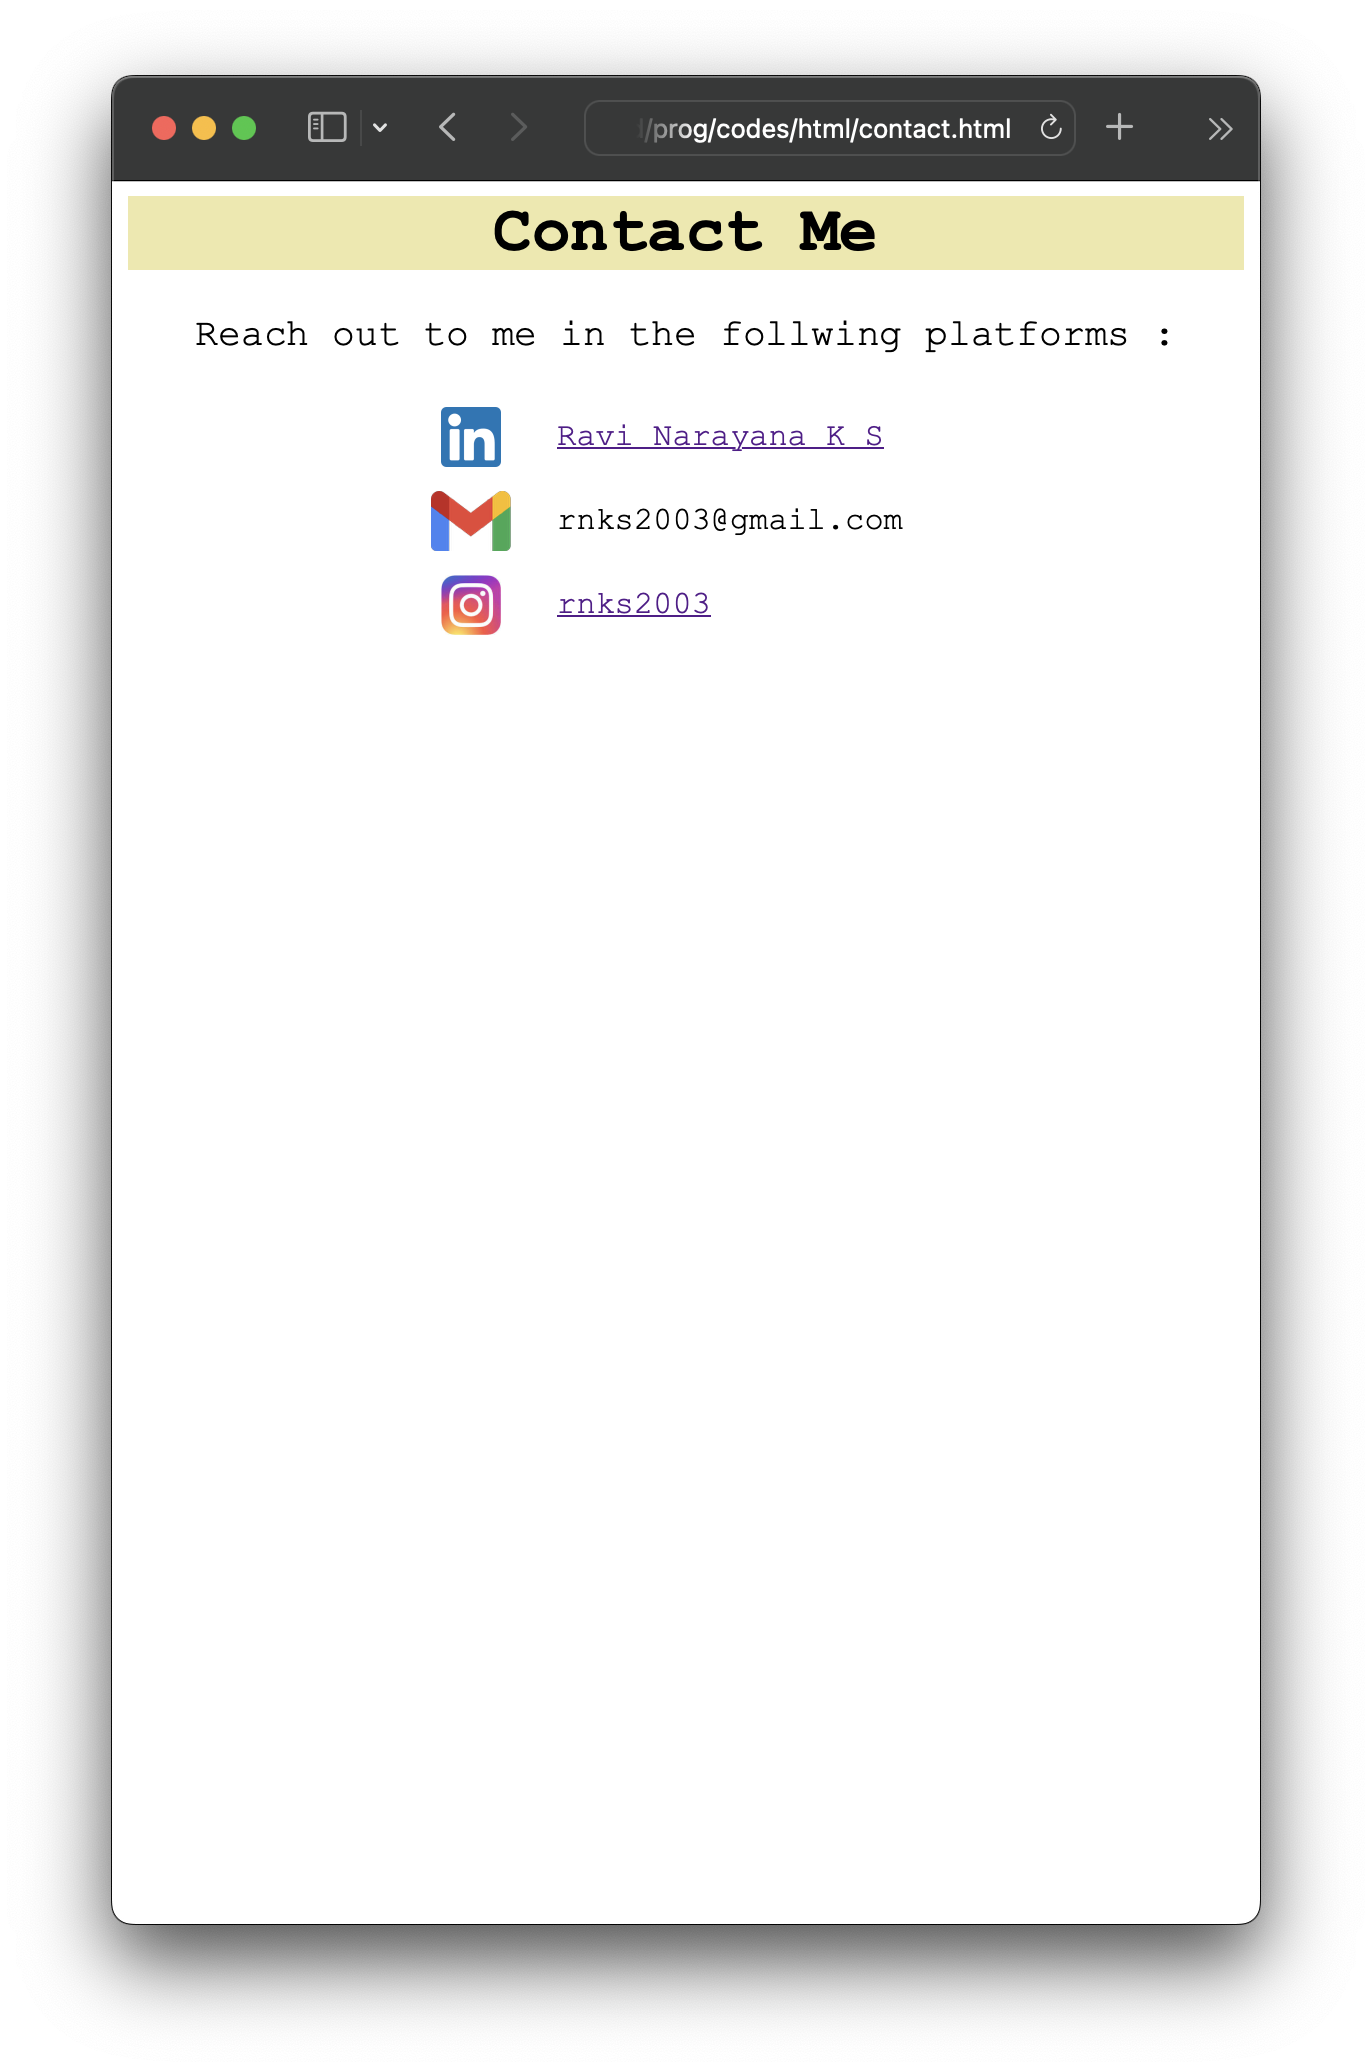 /prog/codes/html/contact.html
Contact Me
Reach out to me in the follwing platforms :
in Ravi Narayana K S
rnks2003@gmail.com
rnks2003